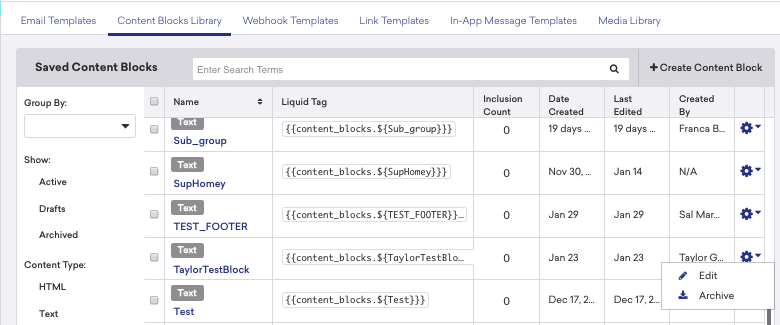 Email Templates Content Blocks Library Webhook Templates Link Templates In-App Message Templates Media Library
Saved Content Blocks Enter Search Terms + Create Content Block
Group By:
Show:
Active
Drafts
Archived
Content Type:
HTML
Text
Name Liquid Tag Inclusion Count Date Created Last Edited Created By
Text
Sub_group {{content_blocks.${Sub_group}}} 0 19 days ... 19 days ... Franca B...
Text
SupHomey {{content_blocks.${SupHomey}}} 0 Nov 30, ... Jan 14 N/A
Text
TEST_FOOTER {{content_blocks.${TEST_FOOTER}}... 0 Jan 29 Jan 29 Sal Mar...
Text
TaylorTestBlock {{content_blocks.${TaylorTestBlo... 0 Jan 23 Jan 23 Taylor G...
Edit
Archive
Text
Test {{content_blocks.${Test}}} 0 Dec 17, 2... Dec 17, 2...